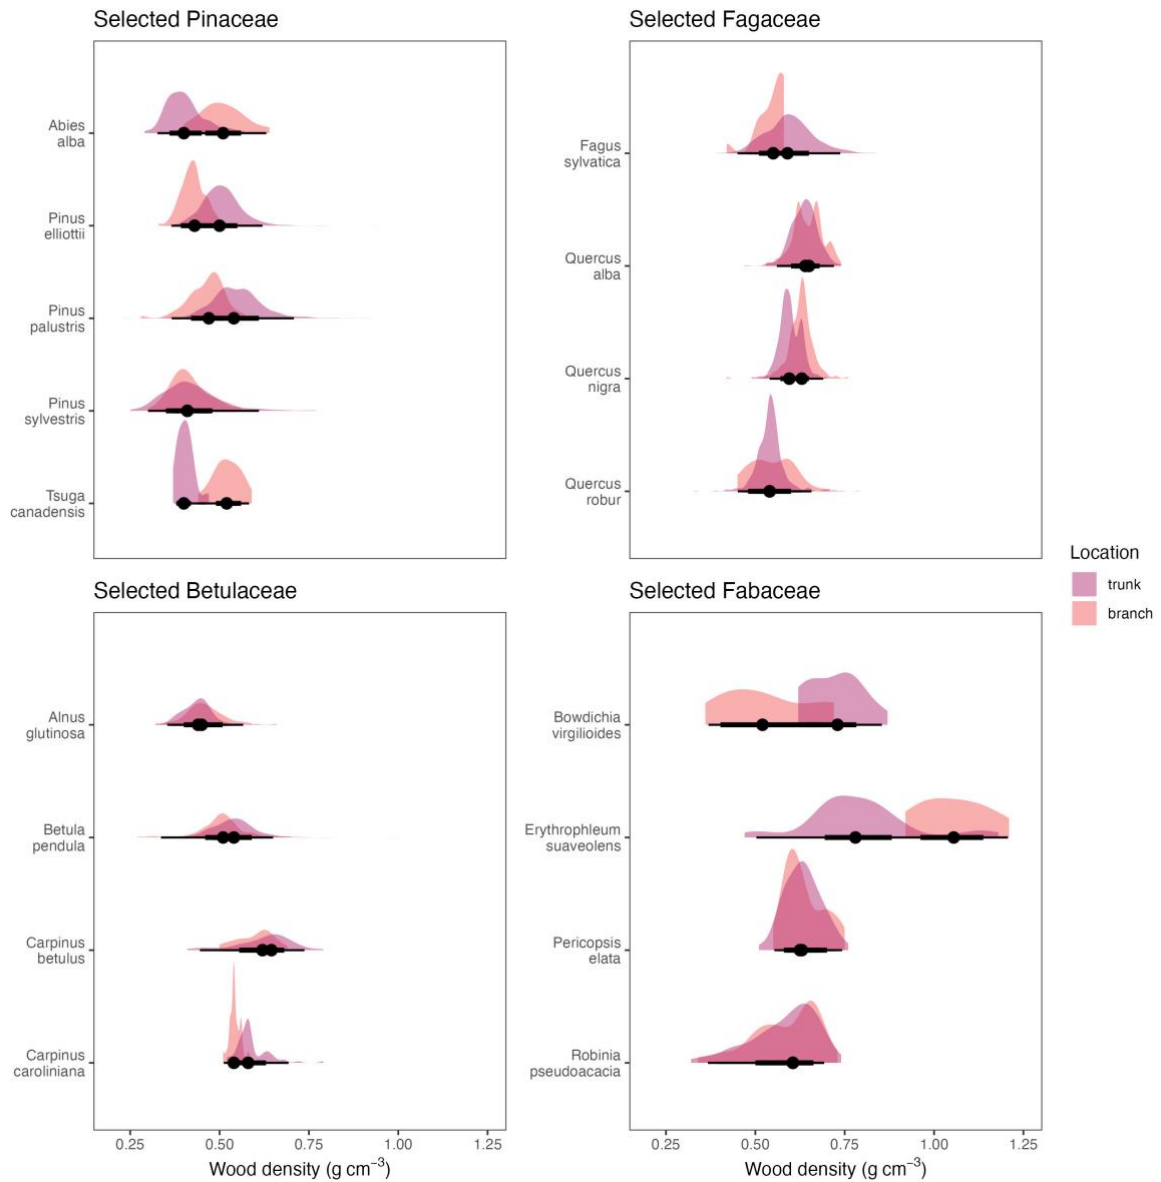 Selected Pinaceae
Abies
alba
Pinus
elliottii
Pinus
palustris
Pinus
sylvestris
Tsuga
canadensis
Selected Fagaceae
Fagus
sylvatica
Quercus
alba
Quercus
nigra
Quercus
robur
Location
trunk
branch
Selected Betulaceae
Alnus
glutinosa
Betula
pendula
Carpinus
betulus
Carpinus
caroliniana
0.25 0.50 0.75 1.00 1.25
Wood density (g cm⁻³)
Selected Fabaceae
Bowdichia
virgilioides
Erythrophleum
suaveolens
Pericopsis
elata
Robinia
pseudoacacia
0.25 0.50 0.75 1.00 1.25
Wood density (g cm⁻³)